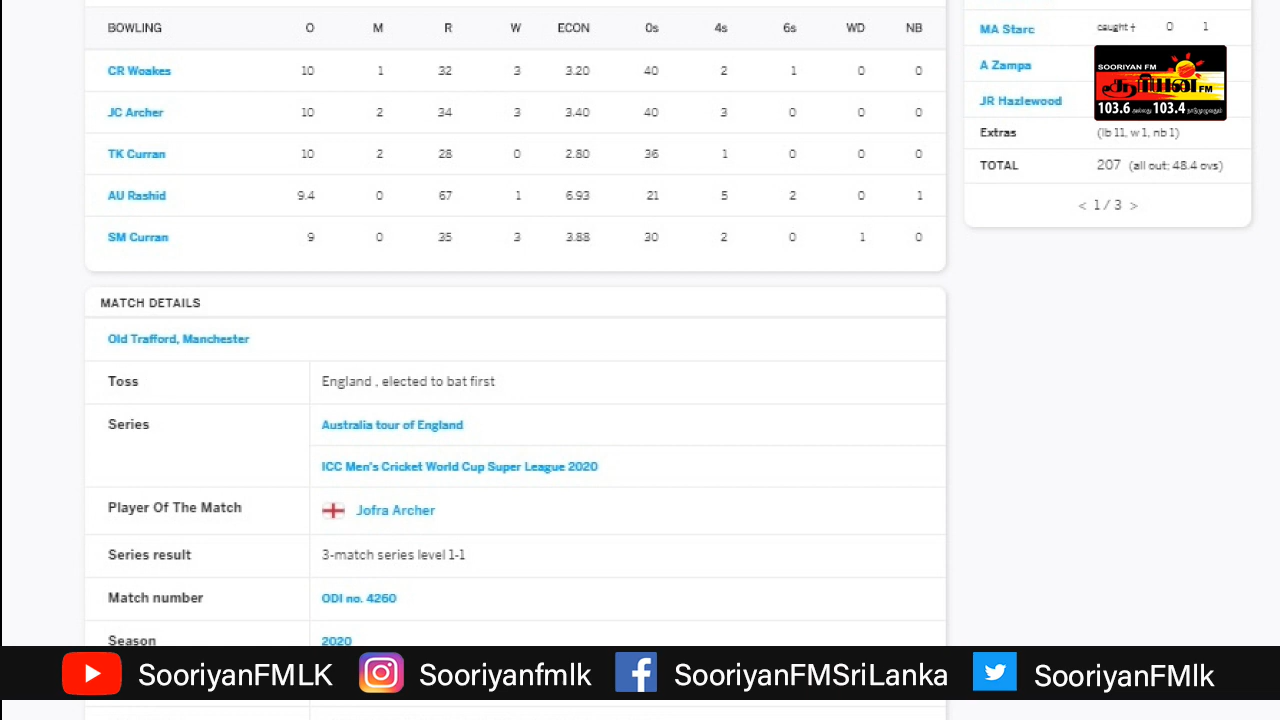 BOWLING O M R W ECON 0s 4s 6s WD NB
CR Woakes 10 1 32 3 3.20 40 2 1 0 0
JC Archer 10 2 34 3 3.40 40 3 0 0 0
TK Curran 10 2 28 0 2.80 36 1 0 0 0
AU Rashid 9.4 0 67 1 6.93 21 5 2 0 1
SM Curran 9 0 35 3 3.88 30 2 0 1 0
MATCH DETAILS
Old Trafford, Manchester
Toss England , elected to bat first
Series Australia tour of England
ICC Men's Cricket World Cup Super League 2020
Player Of The Match Jofra Archer
Series result 3-match series level 1-1
Match number ODI no. 4260
Season 2020
MA Starc caught † 0 1
A Zampa
JR Hazlewood
Extras (lb 11, w 1, nb 1)
TOTAL 207 (all out; 48.4 ovs)
< 1 / 3 >
SOORIYAN FM
சூரியன் FM
103.6 103.4
SooriyanFMLK Sooriyanfmlk SooriyanFMSriLanka SooriyanFMlk